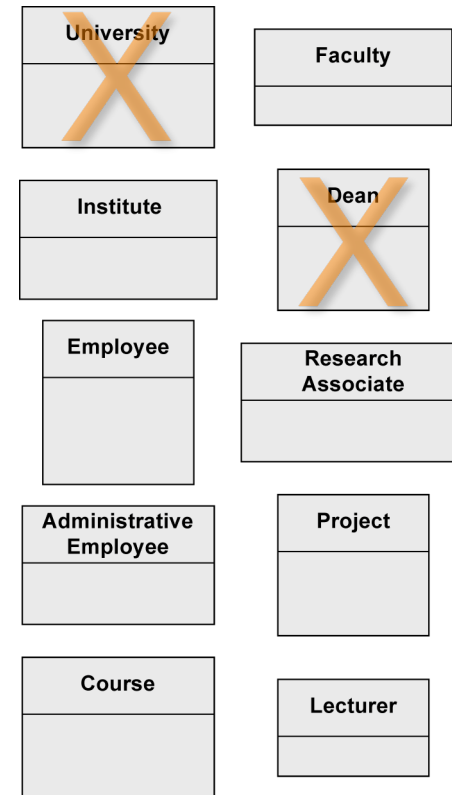 University
Faculty
Institute
Dean
Employee
Research
Associate
Administrative
Employee
Project
Course
Lecturer